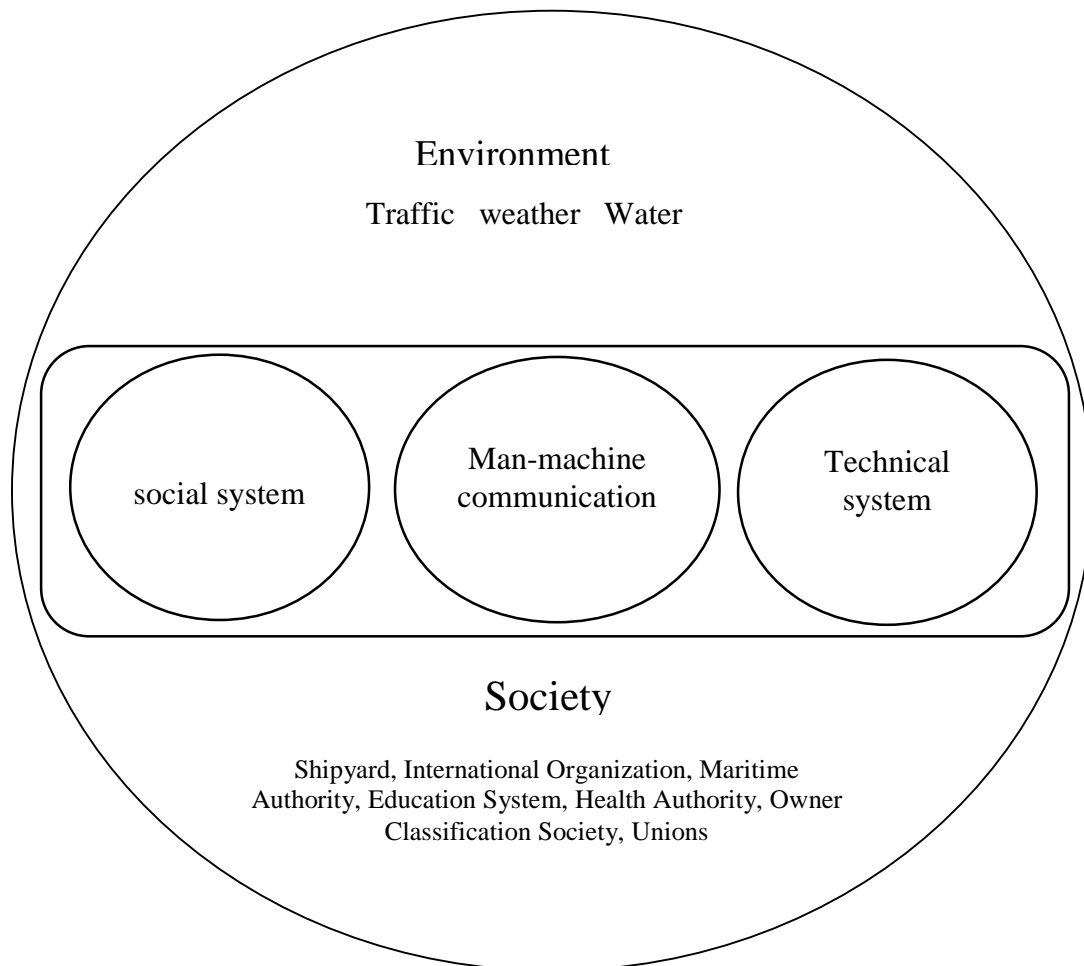 Environment
Traffic weather Water
social system
Man-machine
communication
Technical
system
Society
Shipyard, International Organization, Maritime
Authority, Education System, Health Authority, Owner
Classification Society, Unions